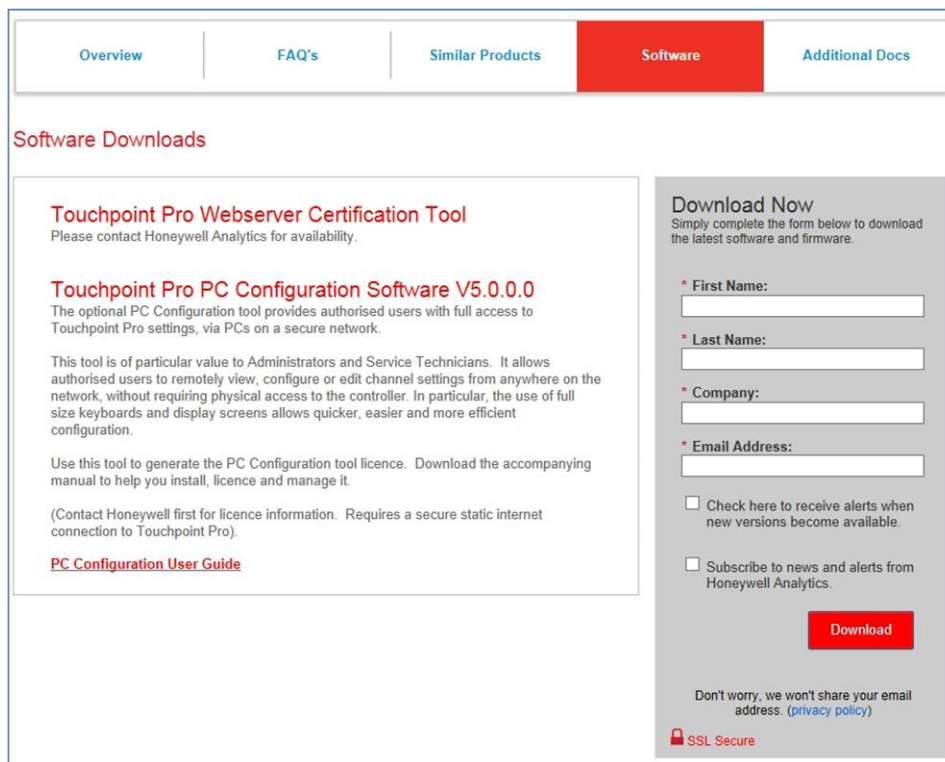 Overview
FAQ's
Similar Products
Software
Additional Docs
Software Downloads
Touchpoint Pro Webserver Certification Tool
Please contact Honeywell Analytics for availability.
Touchpoint Pro PC Configuration Software V5.0.0.0
The optional PC Configuration tool provides authorised users with full access to
Touchpoint Pro settings, via PCs on a secure network.
This tool is of particular value to Administrators and Service Technicians. It allows
authorised users to remotely view, configure or edit channel settings from anywhere on the
network, without requiring physical access to the controller. In particular, the use of full
size keyboards and display screens allows quicker, easier and more efficient
configuration.
Use this tool to generate the PC Configuration tool licence. Download the accompanying
manual to help you install, licence and manage it.
(Contact Honeywell first for licence information. Requires a secure static internet
connection to Touchpoint Pro).
PC Configuration User Guide
Download Now
Simply complete the form below to download
the latest software and firmware.
* First Name:
* Last Name:
* Company:
* Email Address:
Check here to receive alerts when
new versions become available.
Subscribe to news and alerts from
Honeywell Analytics.
Download
Don't worry, we won't share your email
address. (privacy policy)
SSL Secure